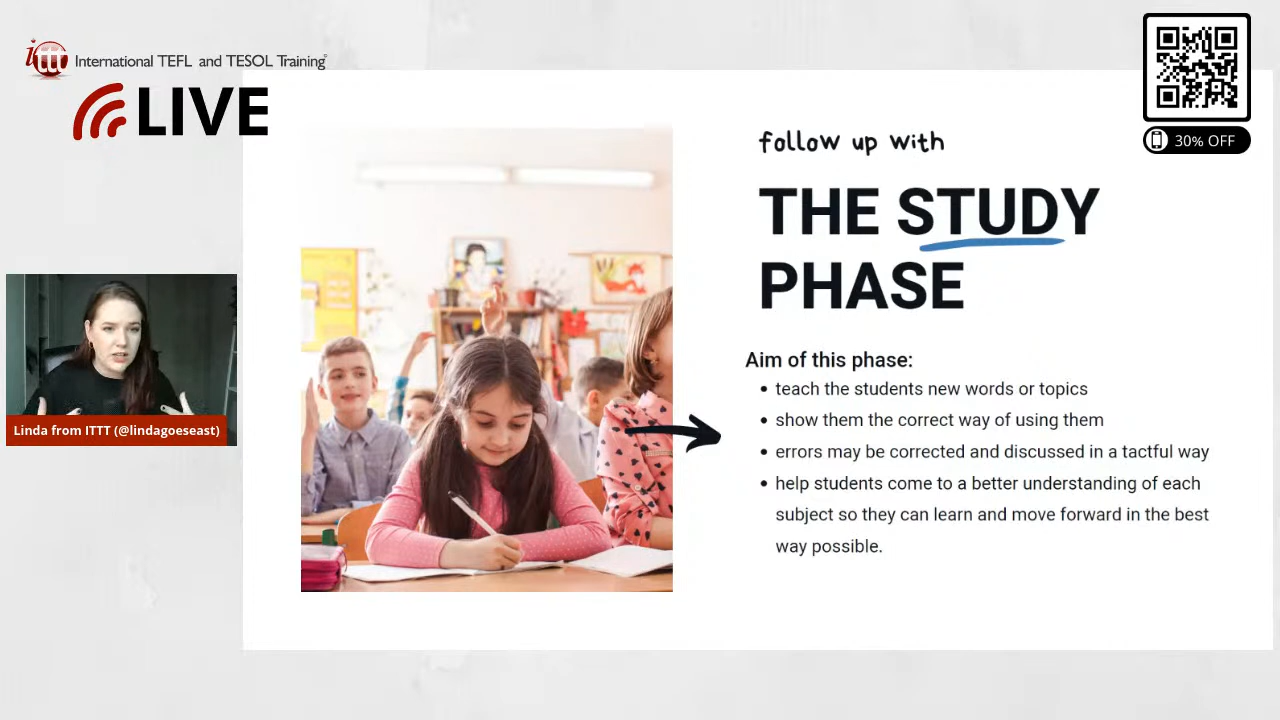 ittt International TEFL and TESOL Training
LIVE
30% OFF
follow up with
THE STUDY
PHASE
Aim of this phase:
• teach the students new words or topics
• show them the correct way of using them
• errors may be corrected and discussed in a tactful way
• help students come to a better understanding of each
subject so they can learn and move forward in the best
way possible.
Linda from ITTT (@lindagoeseast)